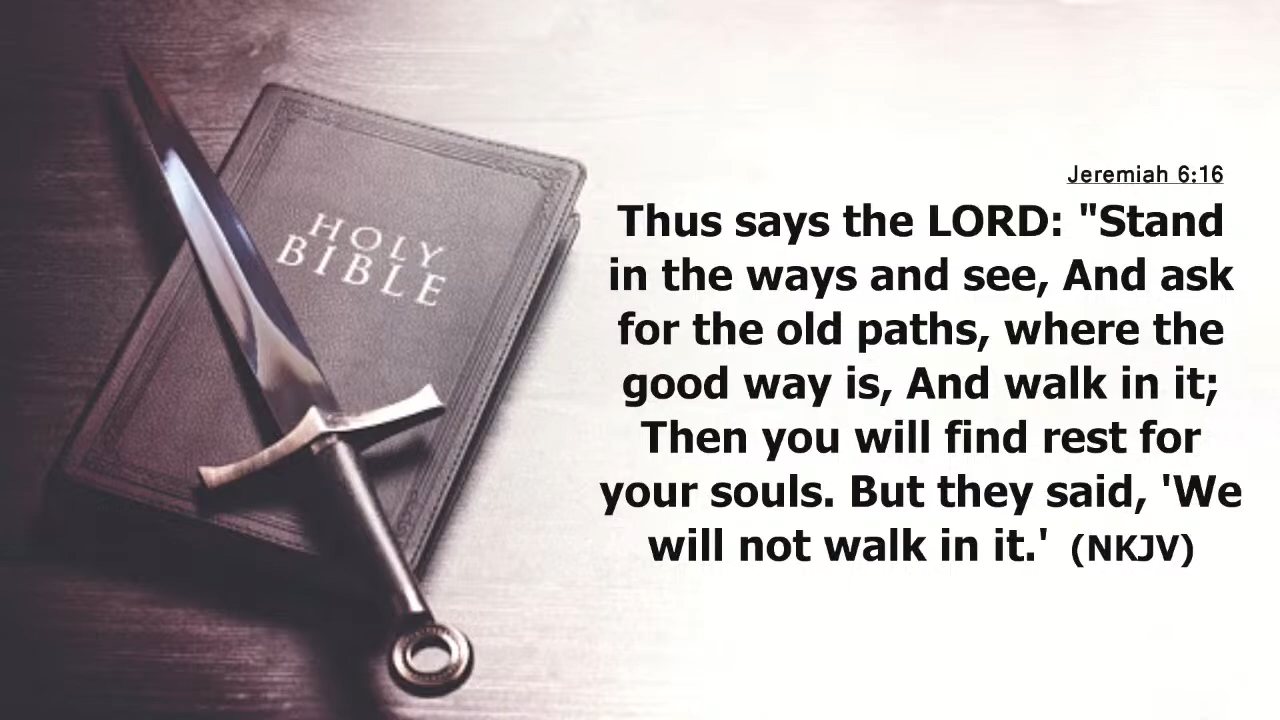 HOLY
BIBLE
Jeremiah 6:16
Thus says the LORD: "Stand
in the ways and see, And ask
for the old paths, where the
good way is, And walk in it;
Then you will find rest for
your souls. But they said, 'We
will not walk in it.' (NKJV)